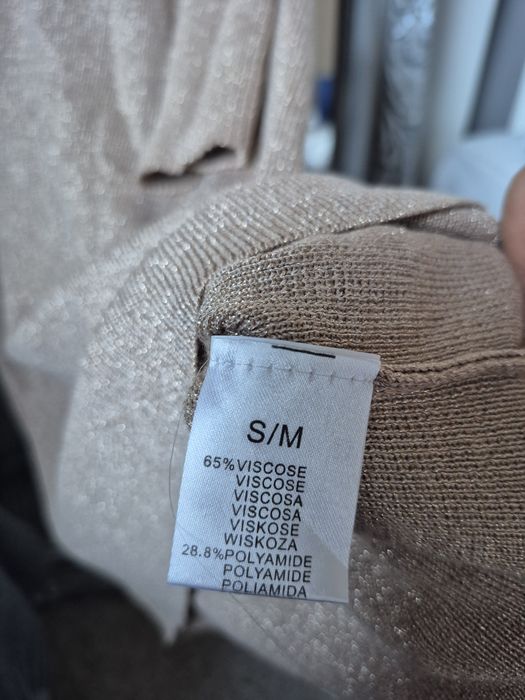 S/M
65%VISCOSE
VISCOSE
VISCOSA
VISCOSA
VISKOSE
WISKOZA
28.8%POLYAMIDE
POLYAMIDE
POLIAMIDA